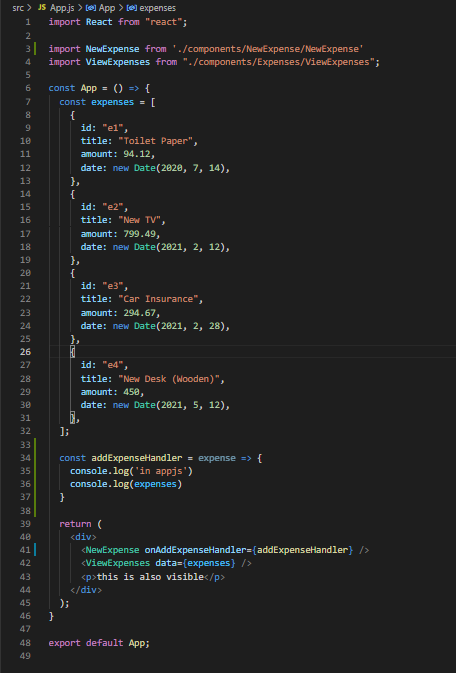 src > JS App.js > App > expenses
1 import React from "react";
2
3 import NewExpense from './components/NewExpense/NewExpense'
4 import ViewExpenses from "./components/Expenses/ViewExpenses";
5
6 const App = () => {
7   const expenses = [
8     {
9       id: "e1",
10       title: "Toilet Paper",
11       amount: 94.12,
12       date: new Date(2020, 7, 14),
13     },
14     {
15       id: "e2",
16       title: "New TV",
17       amount: 799.49,
18       date: new Date(2021, 2, 12),
19     },
20     {
21       id: "e3",
22       title: "Car Insurance",
23       amount: 294.67,
24       date: new Date(2021, 2, 28),
25     },
26     {
27       id: "e4",
28       title: "New Desk (Wooden)",
29       amount: 450,
30       date: new Date(2021, 5, 12),
31     },
32   ];
33
34   const addExpenseHandler = expense => {
35     console.log('in appjs')
36     console.log(expenses)
37   }
38
39   return (
40     <div>
41       <NewExpense onAddExpenseHandler={addExpenseHandler} />
42       <ViewExpenses data={expenses} />
43       <p>this is also visible</p>
44     </div>
45   );
46 }
47
48 export default App;
49